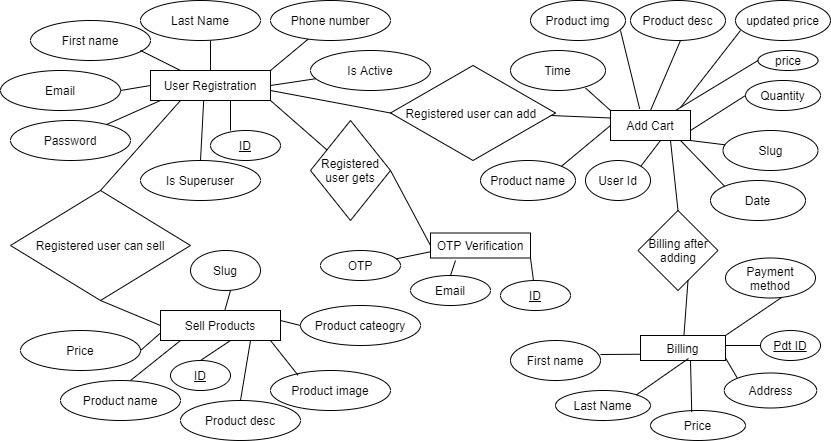 Last Name
Phone number
Product img
Product desc
updated price
First name
Is Active
Time
price
Email
User Registration
Quantity
Registered user can add
Add Cart
Password
ID
Slug
Is Superuser
Registered
user gets
Product name
User Id
Date
Registered user can sell
OTP Verification
Billing after
adding
Slug
OTP
Email
ID
Payment
method
Sell Products
Product cateogry
Price
Billing
Pdt ID
First name
ID
Product name
Product image
Address
Last Name
Product desc
Price